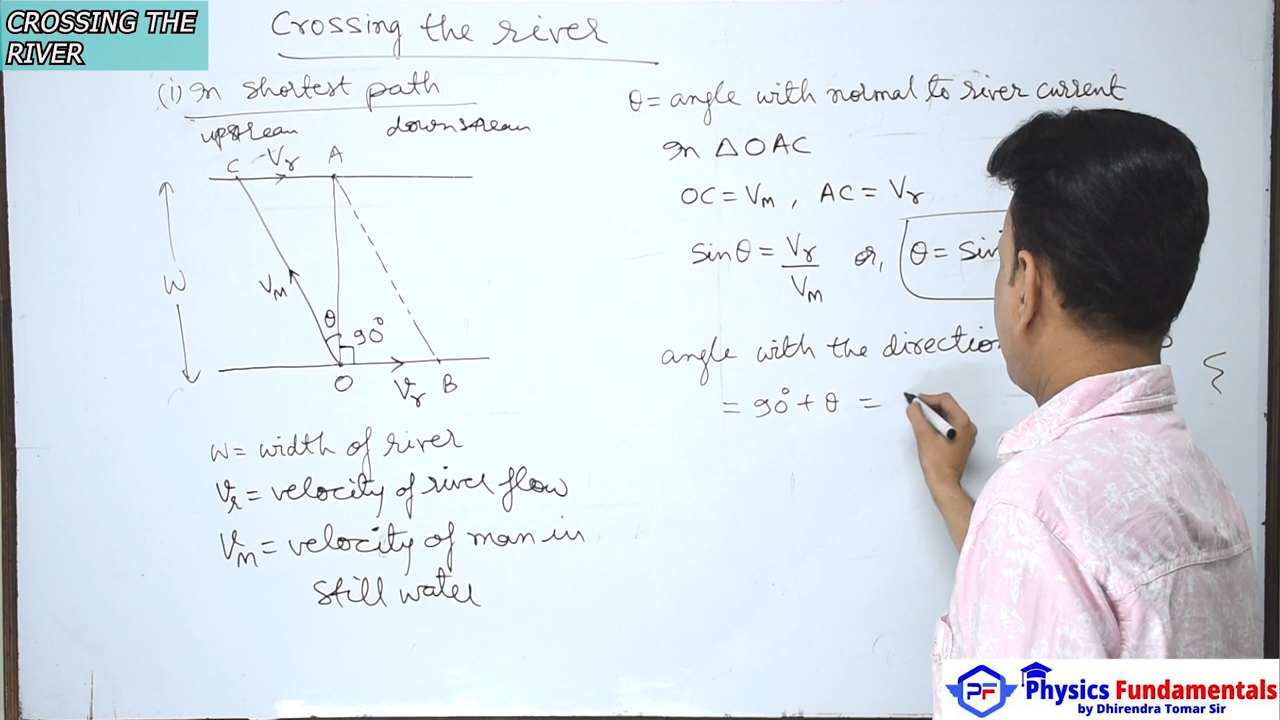 CROSSING THE
RIVER
Crossing the river
(i) In shortest path
upstream downstream
C Vr A
W
VM
θ
90°
O Vr B
W = width of river
Vr = velocity of river flow
VM = velocity of man in
still water
θ = angle with normal to river current
In △OAC
OC = VM , AC = Vr
Sinθ = Vr/VM or, θ = Sin
angle with the direction
= 90° + θ =
PF Physics Fundamentals
by Dhirendra Tomar Sir